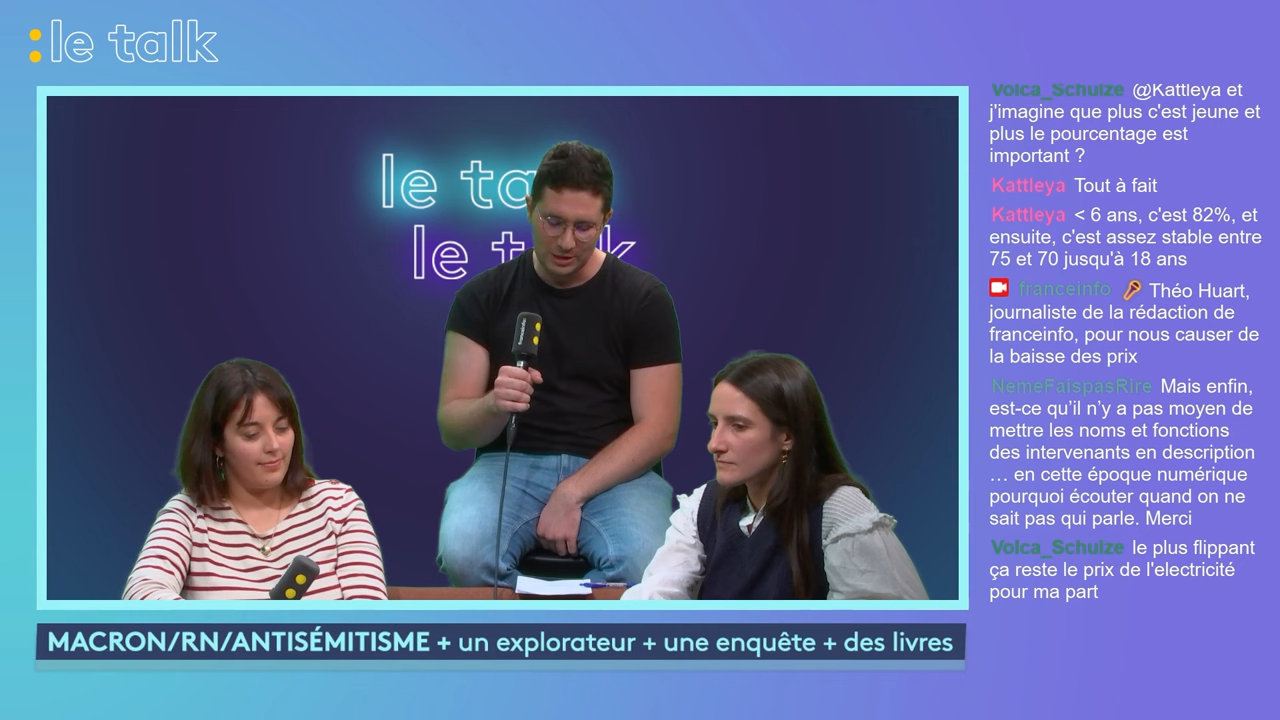 :le talk
le ta
le t k
franceinfo:
MACRON/RN/ANTISÉMITISME + un explorateur + une enquête + des livres
Volca_Schulze @Kattleya et
j'imagine que plus c'est jeune et
plus le pourcentage est
important ?
Kattleya Tout à fait
Kattleya < 6 ans, c'est 82%, et
ensuite, c'est assez stable entre
75 et 70 jusqu'à 18 ans
franceinfo 🎤 Théo Huart,
journaliste de la rédaction de
franceinfo, pour nous causer de
la baisse des prix
NemeFaispasRire Mais enfin,
est-ce qu'il n'y a pas moyen de
mettre les noms et fonctions
des intervenants en description
… en cette époque numérique
pourquoi écouter quand on ne
sait pas qui parle. Merci
Volca_Schulze le plus flippant
ça reste le prix de l'electricité
pour ma part